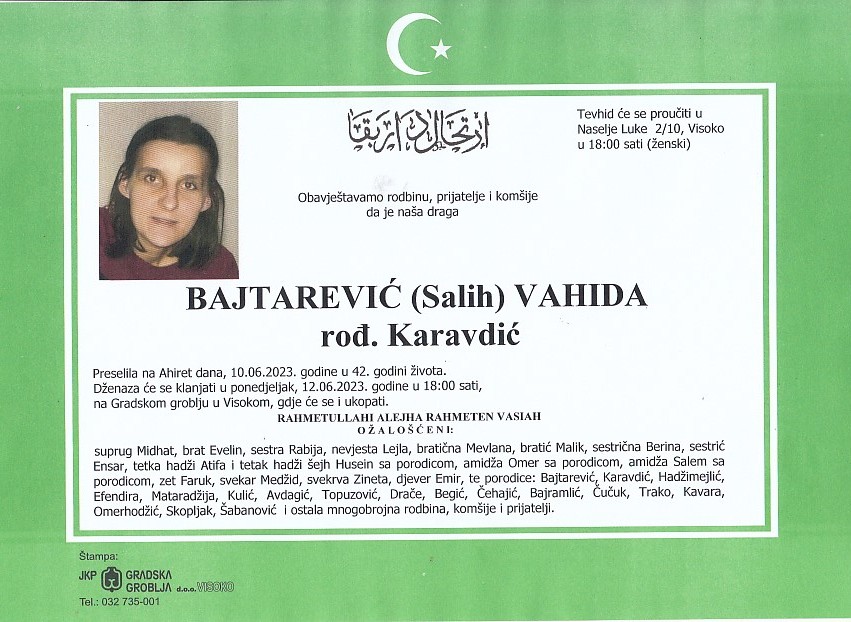 ارتحال دار بقا
Tevhid će se proučiti u
Naselje Luke 2/10, Visoko
u 18:00 sati (ženski)
Obavještavamo rodbinu, prijatelje i komšije
da je naša draga
BAJTAREVIĆ (Salih) VAHIDA
rođ. Karavdić
Preselila na Ahiret dana, 10.06.2023. godine u 42. godini života.
Dženaza će se klanjati u ponedjeljak, 12.06.2023. godine u 18:00 sati,
na Gradskom groblju u Visokom, gdje će se i ukopati.
RAHMETULLAHI ALEJHA RAHMETEN VASIAH
O Ž A L O Š Ć E N I:
suprug Midhat, brat Evelin, sestra Rabija, nevjesta Lejla, bratična Mevlana, bratić Malik, sestrična Berina, sestrić
Ensar, tetka hadži Atifa i tetak hadži šejh Husein sa porodicom, amidža Omer sa porodicom, amidža Salem sa
porodicom, zet Faruk, svekar Medžid, svekrva Zineta, djever Emir, te porodice: Bajtarević, Karavdić, Hadžimejlić,
Efendira, Mataradžija, Kulić, Avdagić, Topuzović, Drače, Begić, Čehajić, Bajramlić, Čučuk, Trako, Kavara,
Omerhodžić, Skopljak, Šabanović i ostala mnogobrojna rodbina, komšije i prijatelji.
Štampa:
JKP GRADSKA
GROBLJA d.o.o. VISOKO
Tel.: 032 735-001